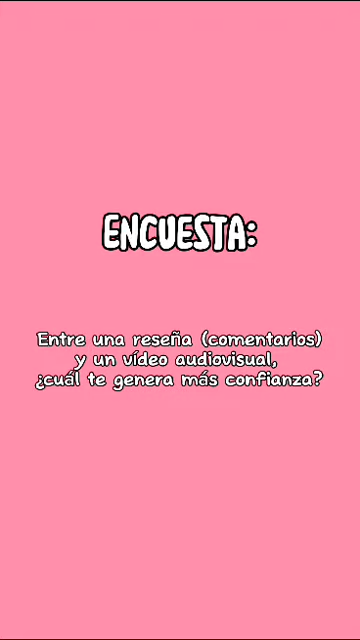 ENCUESTA:
Entre una reseña (comentarios)
y un vídeo audiovisual,
¿cuál te genera más confianza?